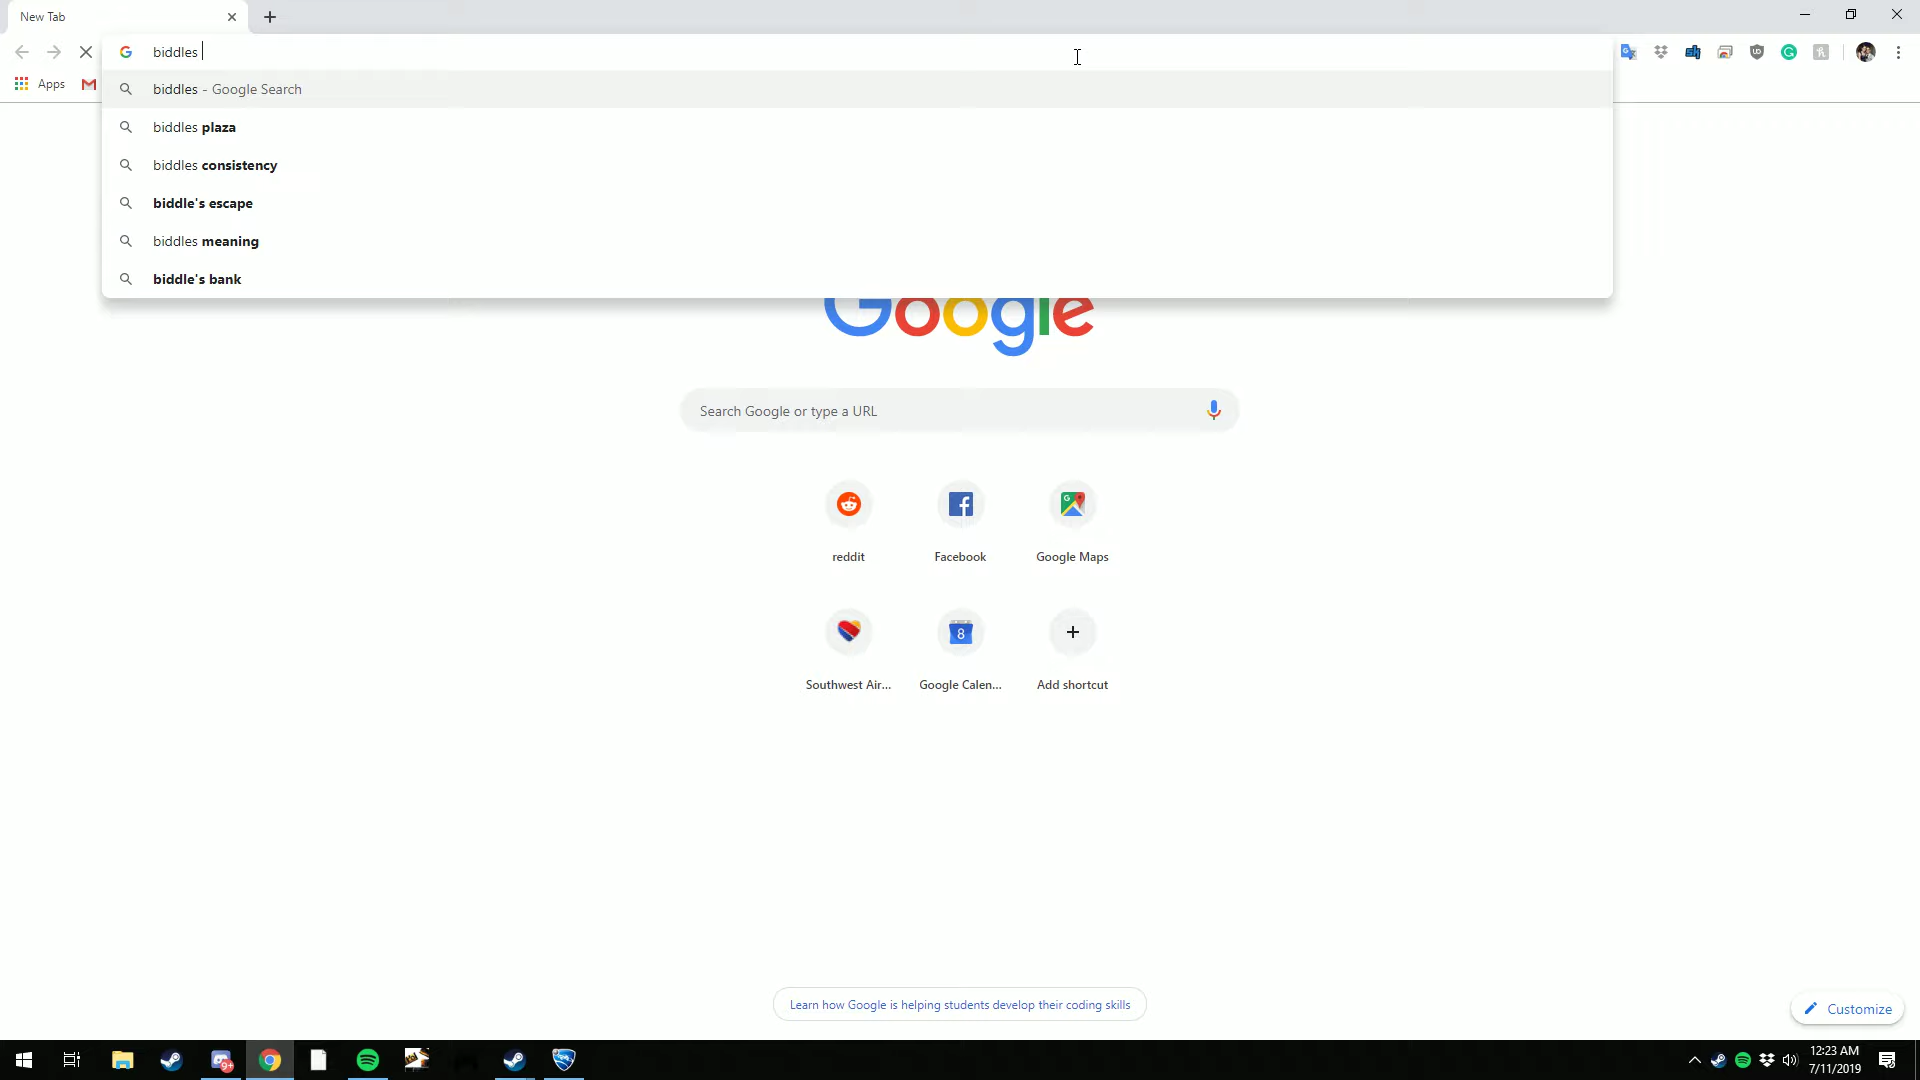 New Tab
biddles
Apps
biddles - Google Search
biddles plaza
biddles consistency
biddle's escape
biddles meaning
biddle's bank
Google
Search Google or type a URL
reddit
Facebook
Google Maps
8
Southwest Air...
Google Calen...
Add shortcut
Learn how Google is helping students develop their coding skills
Customize
9+
12:23 AM
7/11/2019